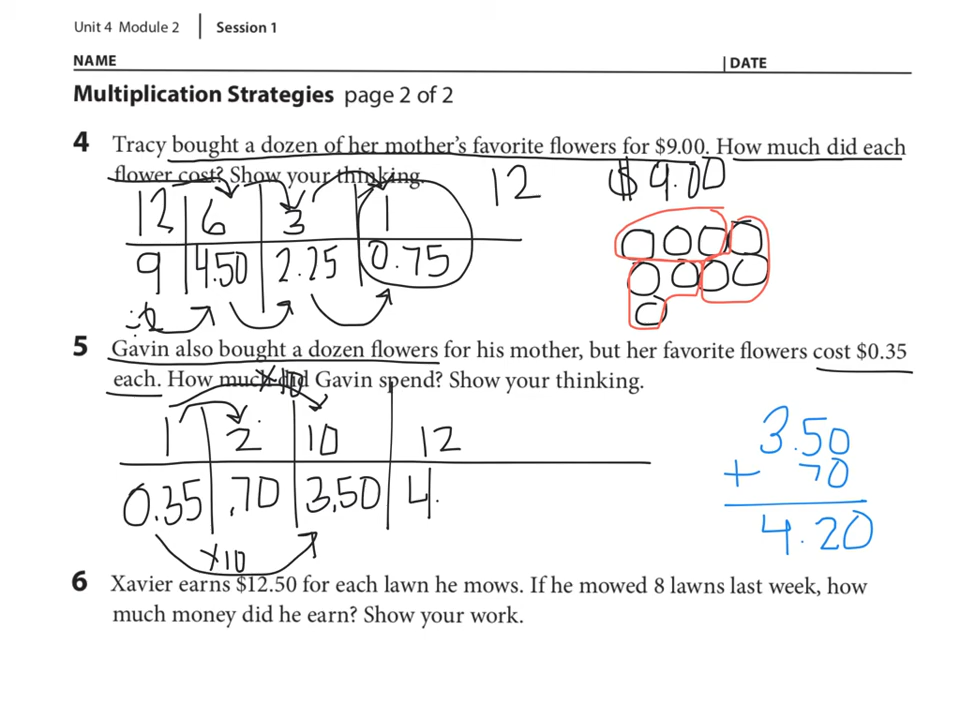 Unit 4 Module 2 | Session 1
NAME | DATE
Multiplication Strategies page 2 of 2
4 Tracy bought a dozen of her mother's favorite flowers for $9.00. How much did each
flower cost? Show your thinking.
12 6 3 1 12 $9.00
9 4.50 2.25 0.75
÷2
5 Gavin also bought a dozen flowers for his mother, but her favorite flowers cost $0.35
each. How much did Gavin spend? Show your thinking.
×10
1 2 10 12
0.35 .70 3.50 4.
×10
3.50
+ 70
4.20
6 Xavier earns $12.50 for each lawn he mows. If he mowed 8 lawns last week, how
much money did he earn? Show your work.